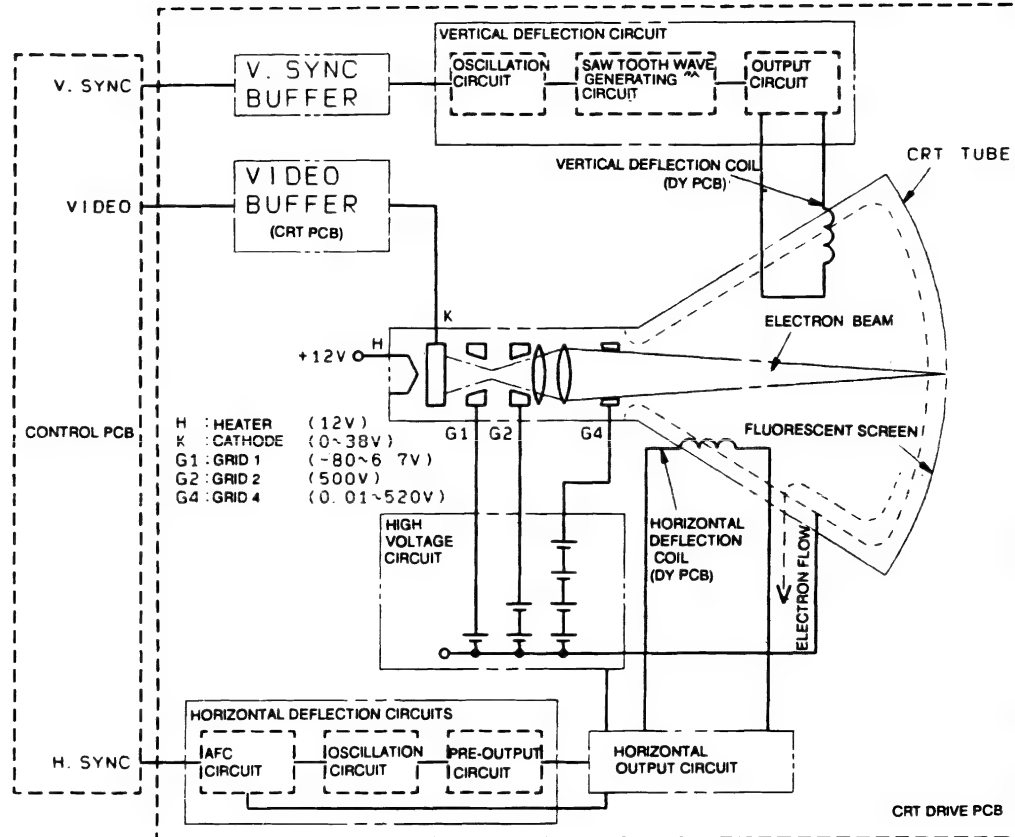 VERTICAL DEFLECTION CIRCUIT
V. SYNC
V. SYNC
BUFFER
OSCILLATION
CIRCUIT
SAW TOOTH WAVE
GENERATING
CIRCUIT
OUTPUT
CIRCUIT
VERTICAL DEFLECTION COIL
(DY PCB)
CRT TUBE
VIDEO
VIDEO
BUFFER
(CRT PCB)
K
H
+12V
ELECTRON BEAM
G1
G2
G4
FLUORESCENT SCREEN
CONTROL PCB
H : HEATER (12V)
K : CATHODE (0~38V)
G1 : GRID 1 (-80~6 7V)
G2 : GRID 2 (500V)
G4 : GRID 4 (0.01~520V)
HIGH
VOLTAGE
CIRCUIT
HORIZONTAL
DEFLECTION
COIL
(DY PCB)
ELECTRON FLOW
HORIZONTAL DEFLECTION CIRCUITS
H. SYNC
AFC
CIRCUIT
OSCILLATION
CIRCUIT
PRE-OUTPUT
CIRCUIT
HORIZONTAL
OUTPUT CIRCUIT
CRT DRIVE PCB